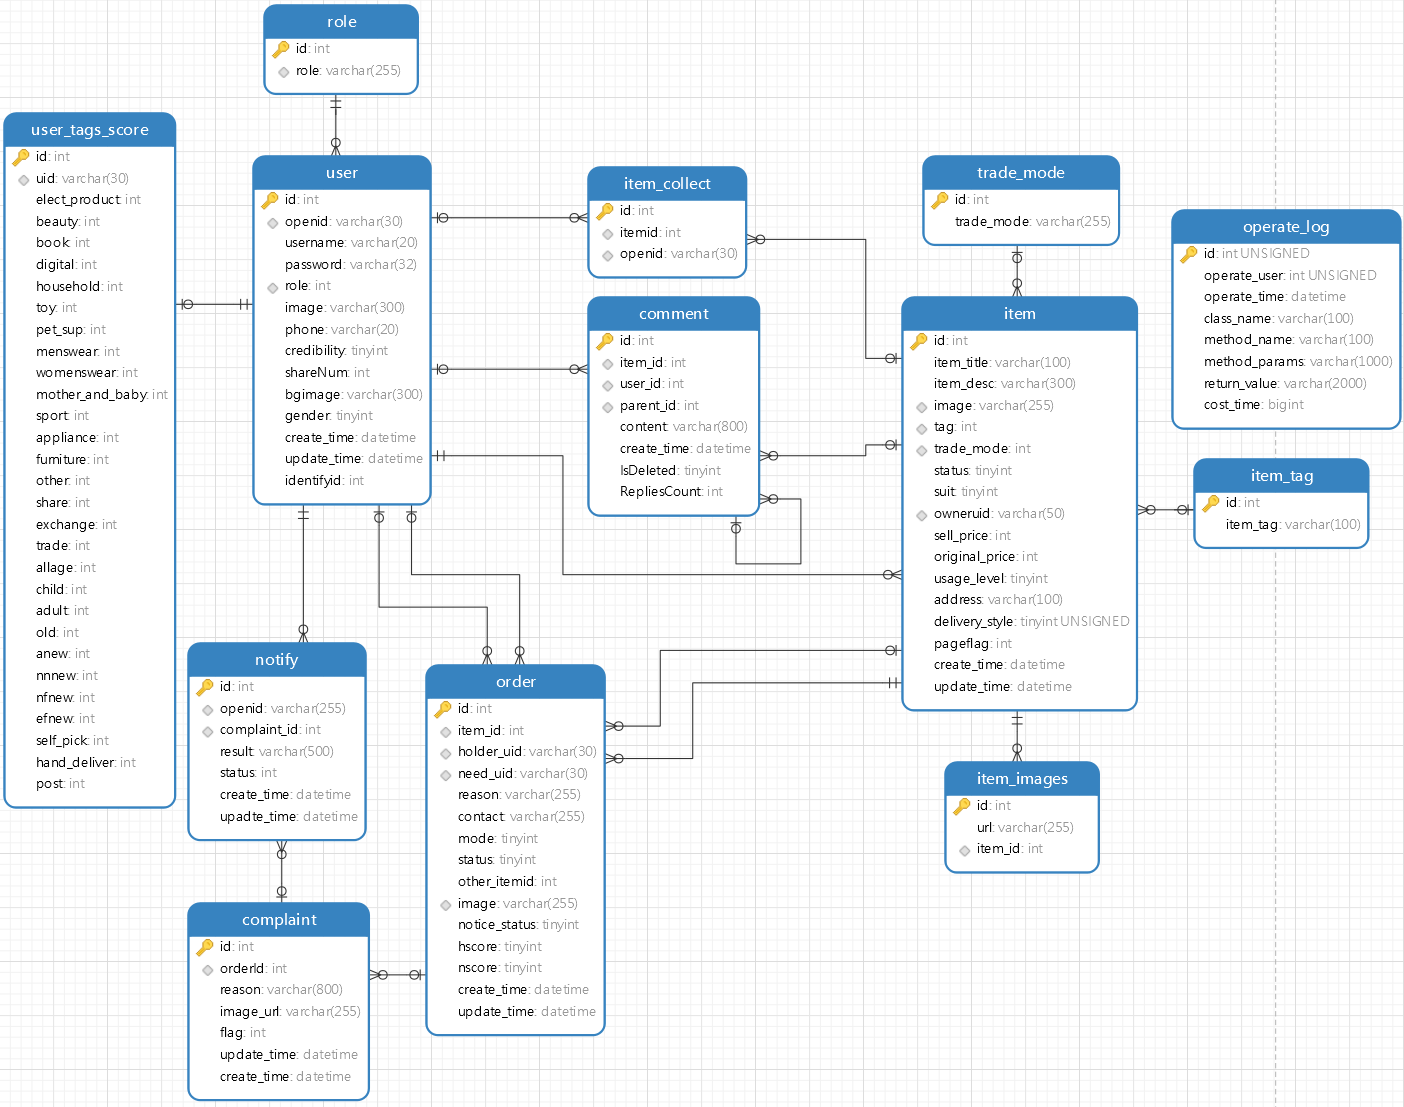 role
id: int
role: varchar(255)
user_tags_score
id: int
uid: varchar(30)
elect_product: int
beauty: int
book: int
digital: int
household: int
toy: int
pet_sup: int
menswear: int
womenswear: int
mother_and_baby: int
sport: int
appliance: int
furniture: int
other: int
share: int
exchange: int
trade: int
allage: int
child: int
adult: int
old: int
anew: int
nnnew: int
nfnew: int
efnew: int
self_pick: int
hand_deliver: int
post: int
user
id: int
openid: varchar(30)
username: varchar(20)
password: varchar(32)
role: int
image: varchar(300)
phone: varchar(20)
credibility: tinyint
shareNum: int
bgimage: varchar(300)
gender: tinyint
create_time: datetime
update_time: datetime
identifyid: int
item_collect
id: int
itemid: int
openid: varchar(30)
comment
id: int
item_id: int
user_id: int
parent_id: int
content: varchar(800)
create_time: datetime
IsDeleted: tinyint
RepliesCount: int
trade_mode
id: int
trade_mode: varchar(255)
item
id: int
item_title: varchar(100)
item_desc: varchar(300)
image: varchar(255)
tag: int
trade_mode: int
status: tinyint
suit: tinyint
owneruid: varchar(50)
sell_price: int
original_price: int
usage_level: tinyint
address: varchar(100)
delivery_style: tinyint UNSIGNED
pageflag: int
create_time: datetime
update_time: datetime
operate_log
id: int UNSIGNED
operate_user: int UNSIGNED
operate_time: datetime
class_name: varchar(100)
method_name: varchar(100)
method_params: varchar(1000)
return_value: varchar(2000)
cost_time: bigint
item_tag
id: int
item_tag: varchar(100)
notify
id: int
openid: varchar(255)
complaint_id: int
result: varchar(500)
status: int
create_time: datetime
upadte_time: datetime
order
id: int
item_id: int
holder_uid: varchar(30)
need_uid: varchar(30)
reason: varchar(255)
contact: varchar(255)
mode: tinyint
status: tinyint
other_itemid: int
image: varchar(255)
notice_status: tinyint
hscore: tinyint
nscore: tinyint
create_time: datetime
update_time: datetime
item_images
id: int
url: varchar(255)
item_id: int
complaint
id: int
orderId: int
reason: varchar(800)
image_url: varchar(255)
flag: int
update_time: datetime
create_time: datetime